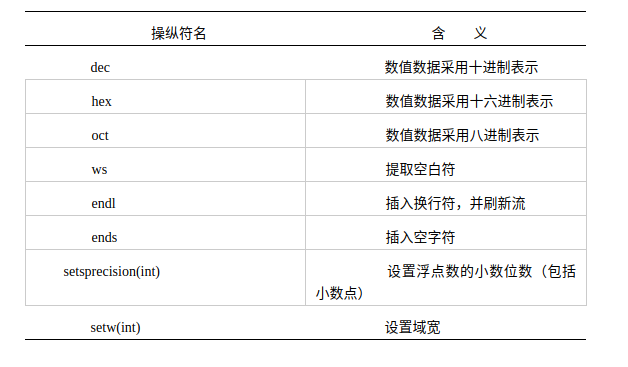 操纵符名 含 义
dec 数值数据采用十进制表示
hex 数值数据采用十六进制表示
oct 数值数据采用八进制表示
ws 提取空白符
endl 插入换行符，并刷新流
ends 插入空字符
setsprecision(int) 设置浮点数的小数位数（包括
小数点）
setw(int) 设置域宽